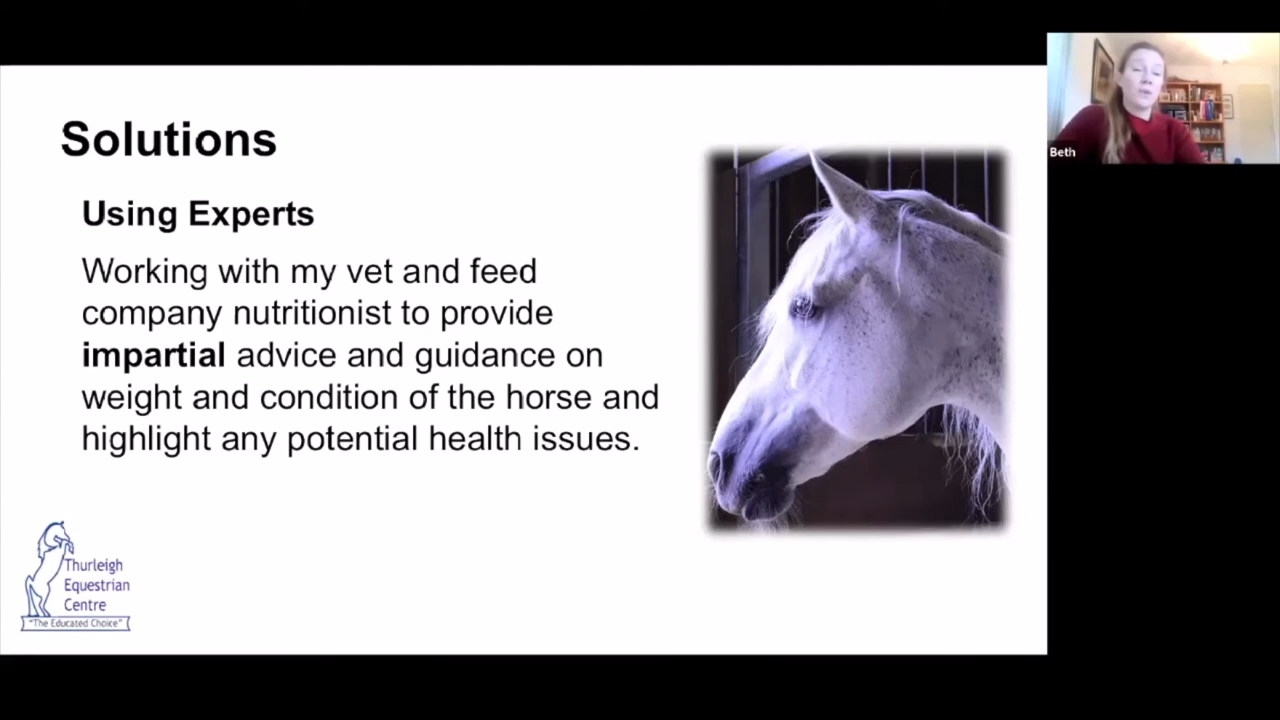 Solutions
Using Experts
Working with my vet and feed
company nutritionist to provide
impartial advice and guidance on
weight and condition of the horse and
highlight any potential health issues.
Thurleigh
Equestrian
Centre
"The Educated Choice"
Beth